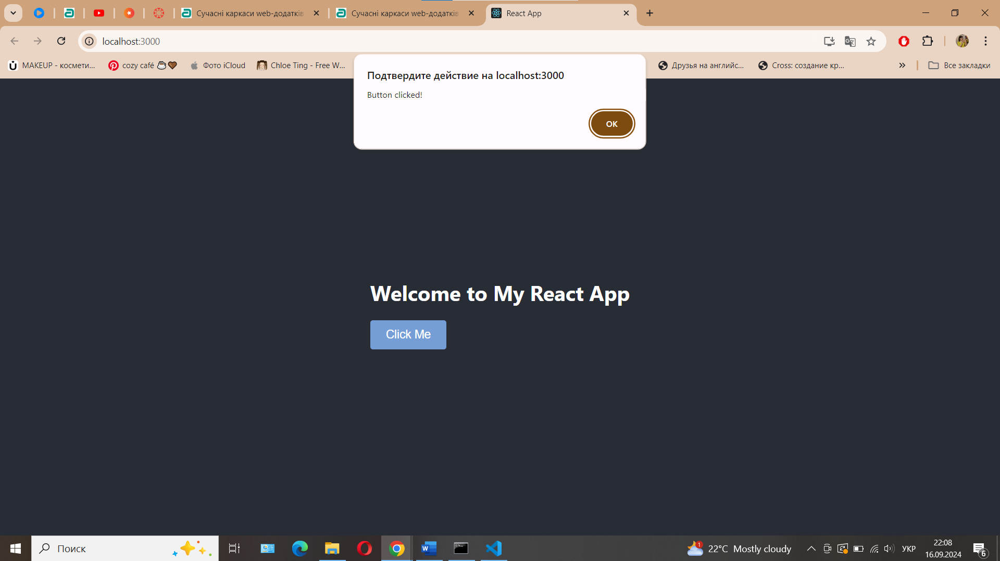 Сучасні каркаси web-додатків
Сучасні каркаси web-додатків
React App
localhost:3000
MAKEUP - космети...
cozy café
Фото iCloud
Chloe Ting - Free W...
Друзья на английс...
Cross: создание кр...
Все закладки
Подтвердите действие на localhost:3000
Button clicked!
ОК
Welcome to My React App
Click Me
Поиск
1
22°C Mostly cloudy
УКР
22:08
16.09.2024
6